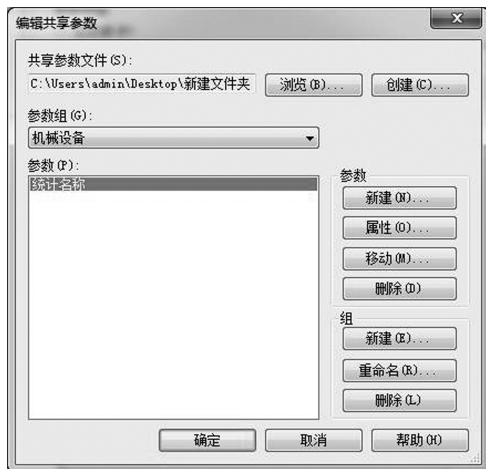 编辑共享参数
共享参数文件(S):
C:\Users\admin\Desktop\新建文件夹
浏览(B)...
创建(C)...
参数组(G):
机械设备
参数(P):
统计名称
参数
新建(N)...
属性(O)...
移动(M)...
删除(D)
组
新建(E)...
重命名(R)...
删除(L)
确定
取消
帮助(H)